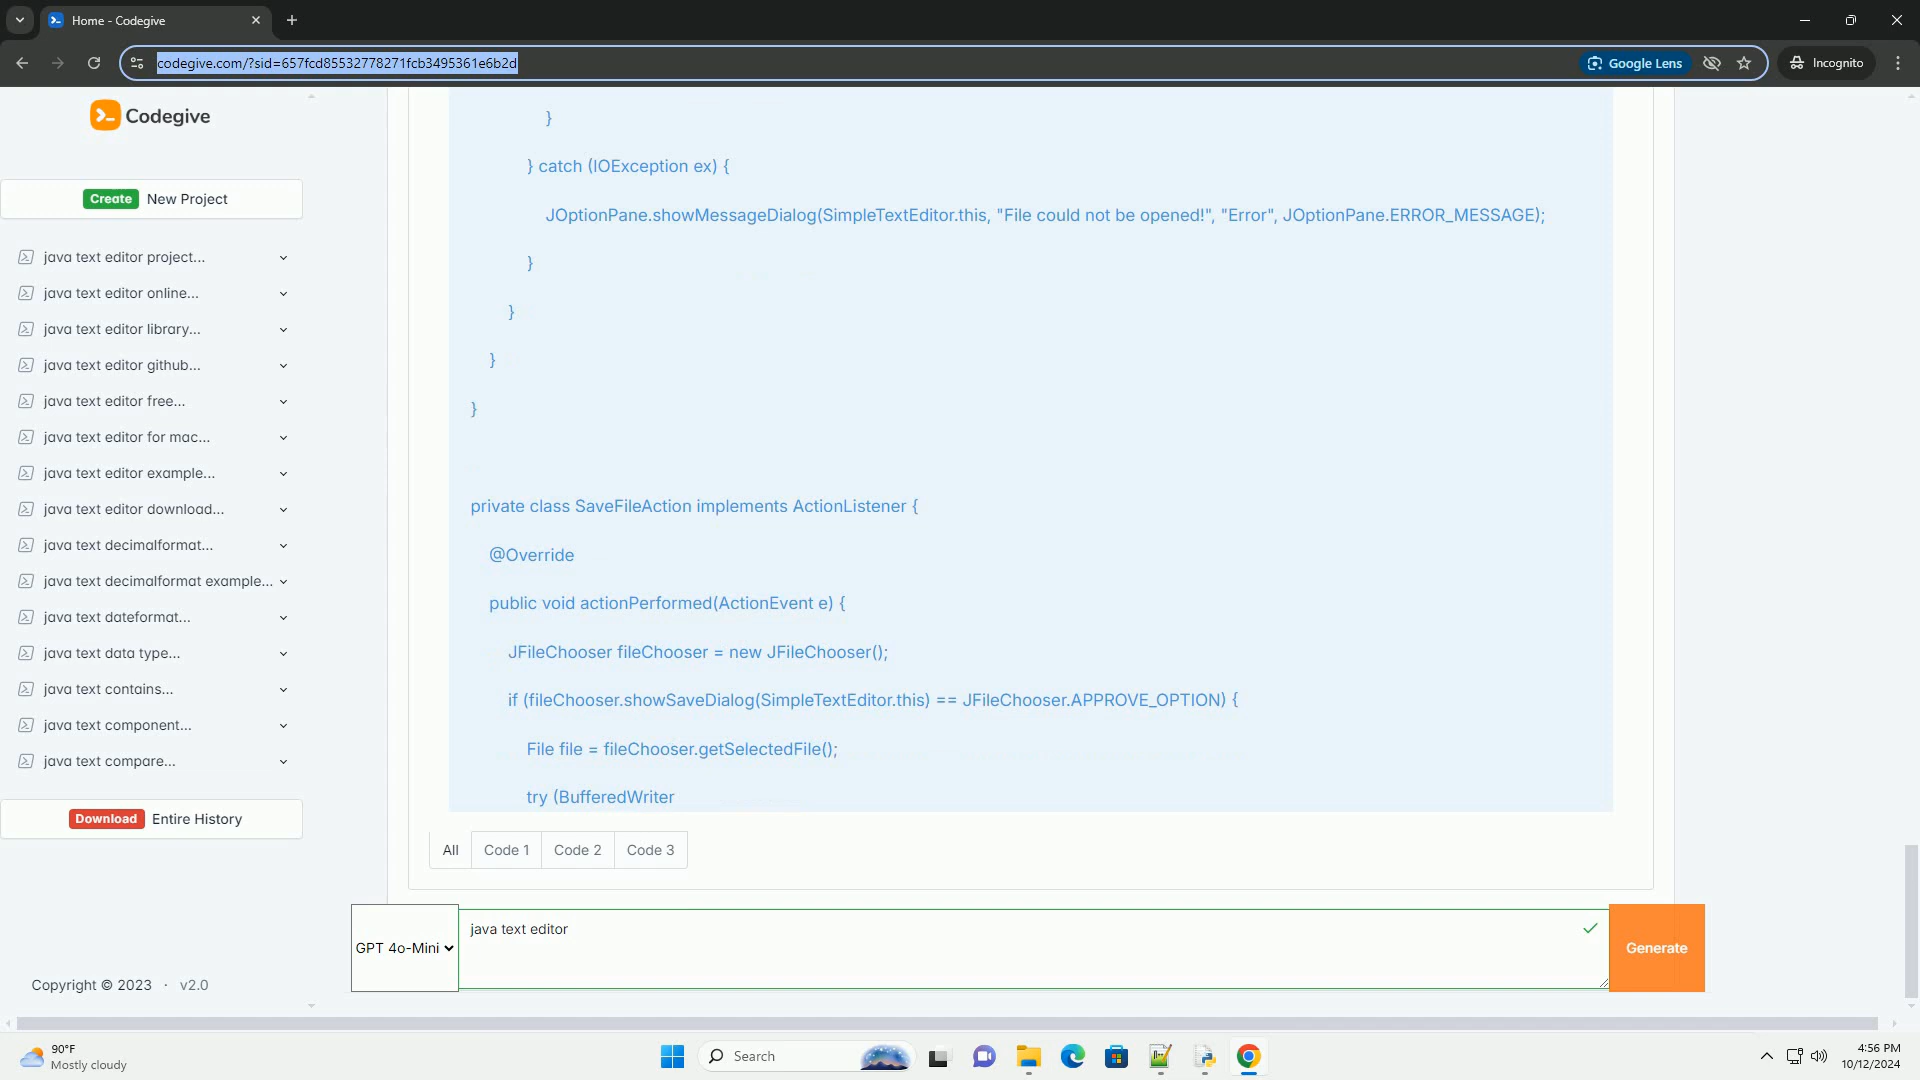 Home - Codegive
codegive.com/?sid=657fcd85532778271fcb3495361e6b2d
Google Lens
Incognito
Codegive
Create New Project
java text editor project...
java text editor online...
java text editor library...
java text editor github...
java text editor free...
java text editor for mac...
java text editor example...
java text editor download...
java text decimalformat...
java text decimalformat example...
java text dateformat...
java text data type...
java text contains...
java text component...
java text compare...
Download Entire History
Copyright © 2023 · v2.0
}
} catch (IOException ex) {
JOptionPane.showMessageDialog(SimpleTextEditor.this, "File could not be opened!", "Error", JOptionPane.ERROR_MESSAGE);
}
}
}
}
private class SaveFileAction implements ActionListener {
@Override
public void actionPerformed(ActionEvent e) {
JFileChooser fileChooser = new JFileChooser();
if (fileChooser.showSaveDialog(SimpleTextEditor.this) == JFileChooser.APPROVE_OPTION) {
File file = fileChooser.getSelectedFile();
try (BufferedWriter
All Code 1 Code 2 Code 3
GPT 4o-Mini
java text editor
Generate
90°F
Mostly cloudy
Search
4:56 PM
10/12/2024